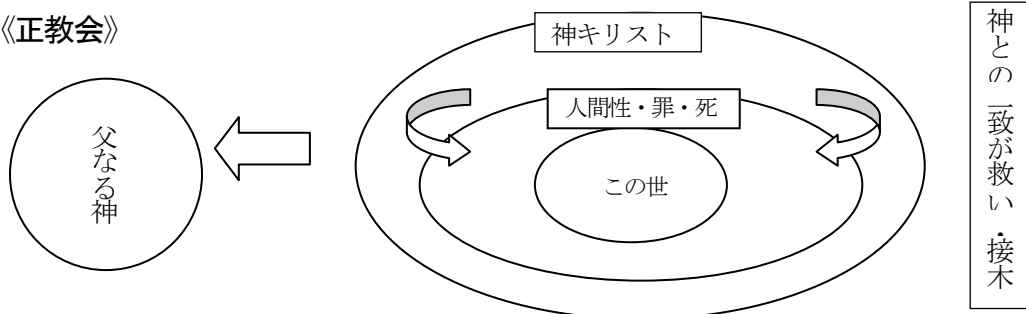 《正教会》
神キリスト
人間性・罪・死
この世
父なる神
神との一致が救い・接木